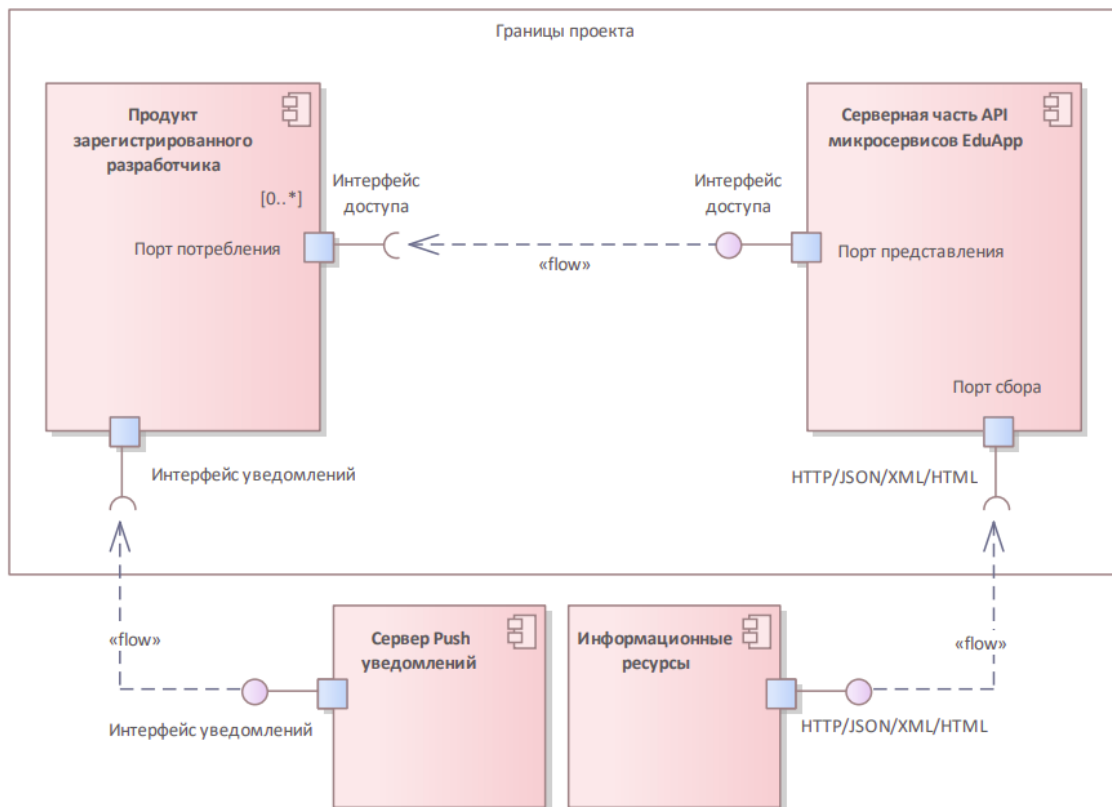 Границы проекта
Продукт
зарегистрированного
разработчика
[0..*]
Порт потребления
Интерфейс
доступа
«flow»
Интерфейс
доступа
Серверная часть API
микросервисов EduApp
Порт представления
Порт сбора
Интерфейс уведомлений
HTTP/JSON/XML/HTML
«flow»
Сервер Push
уведомлений
Интерфейс уведомлений
Информационные
ресурсы
«flow»
HTTP/JSON/XML/HTML